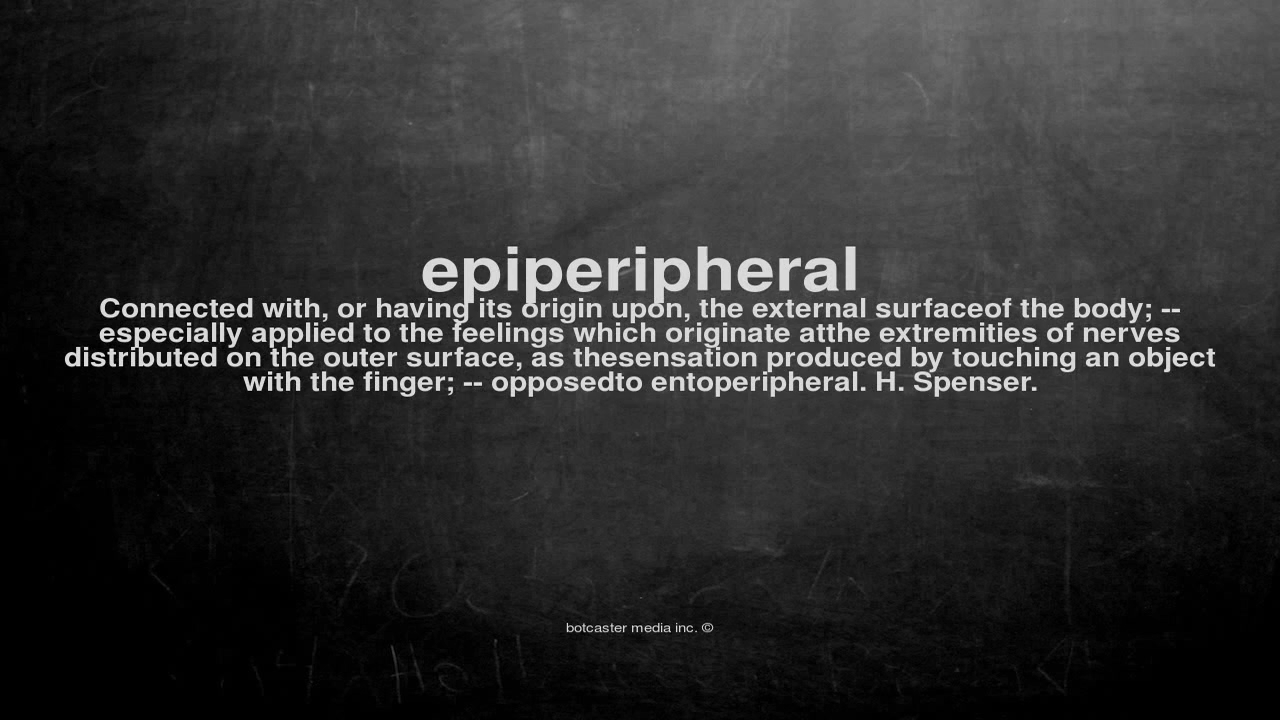 epiperipheral
Connected with, or having its origin upon, the external surfaceof the body; --
especially applied to the feelings which originate atthe extremities of nerves
distributed on the outer surface, as thesensation produced by touching an object
with the finger; -- opposedto entoperipheral. H. Spenser.
botcaster media inc. ©